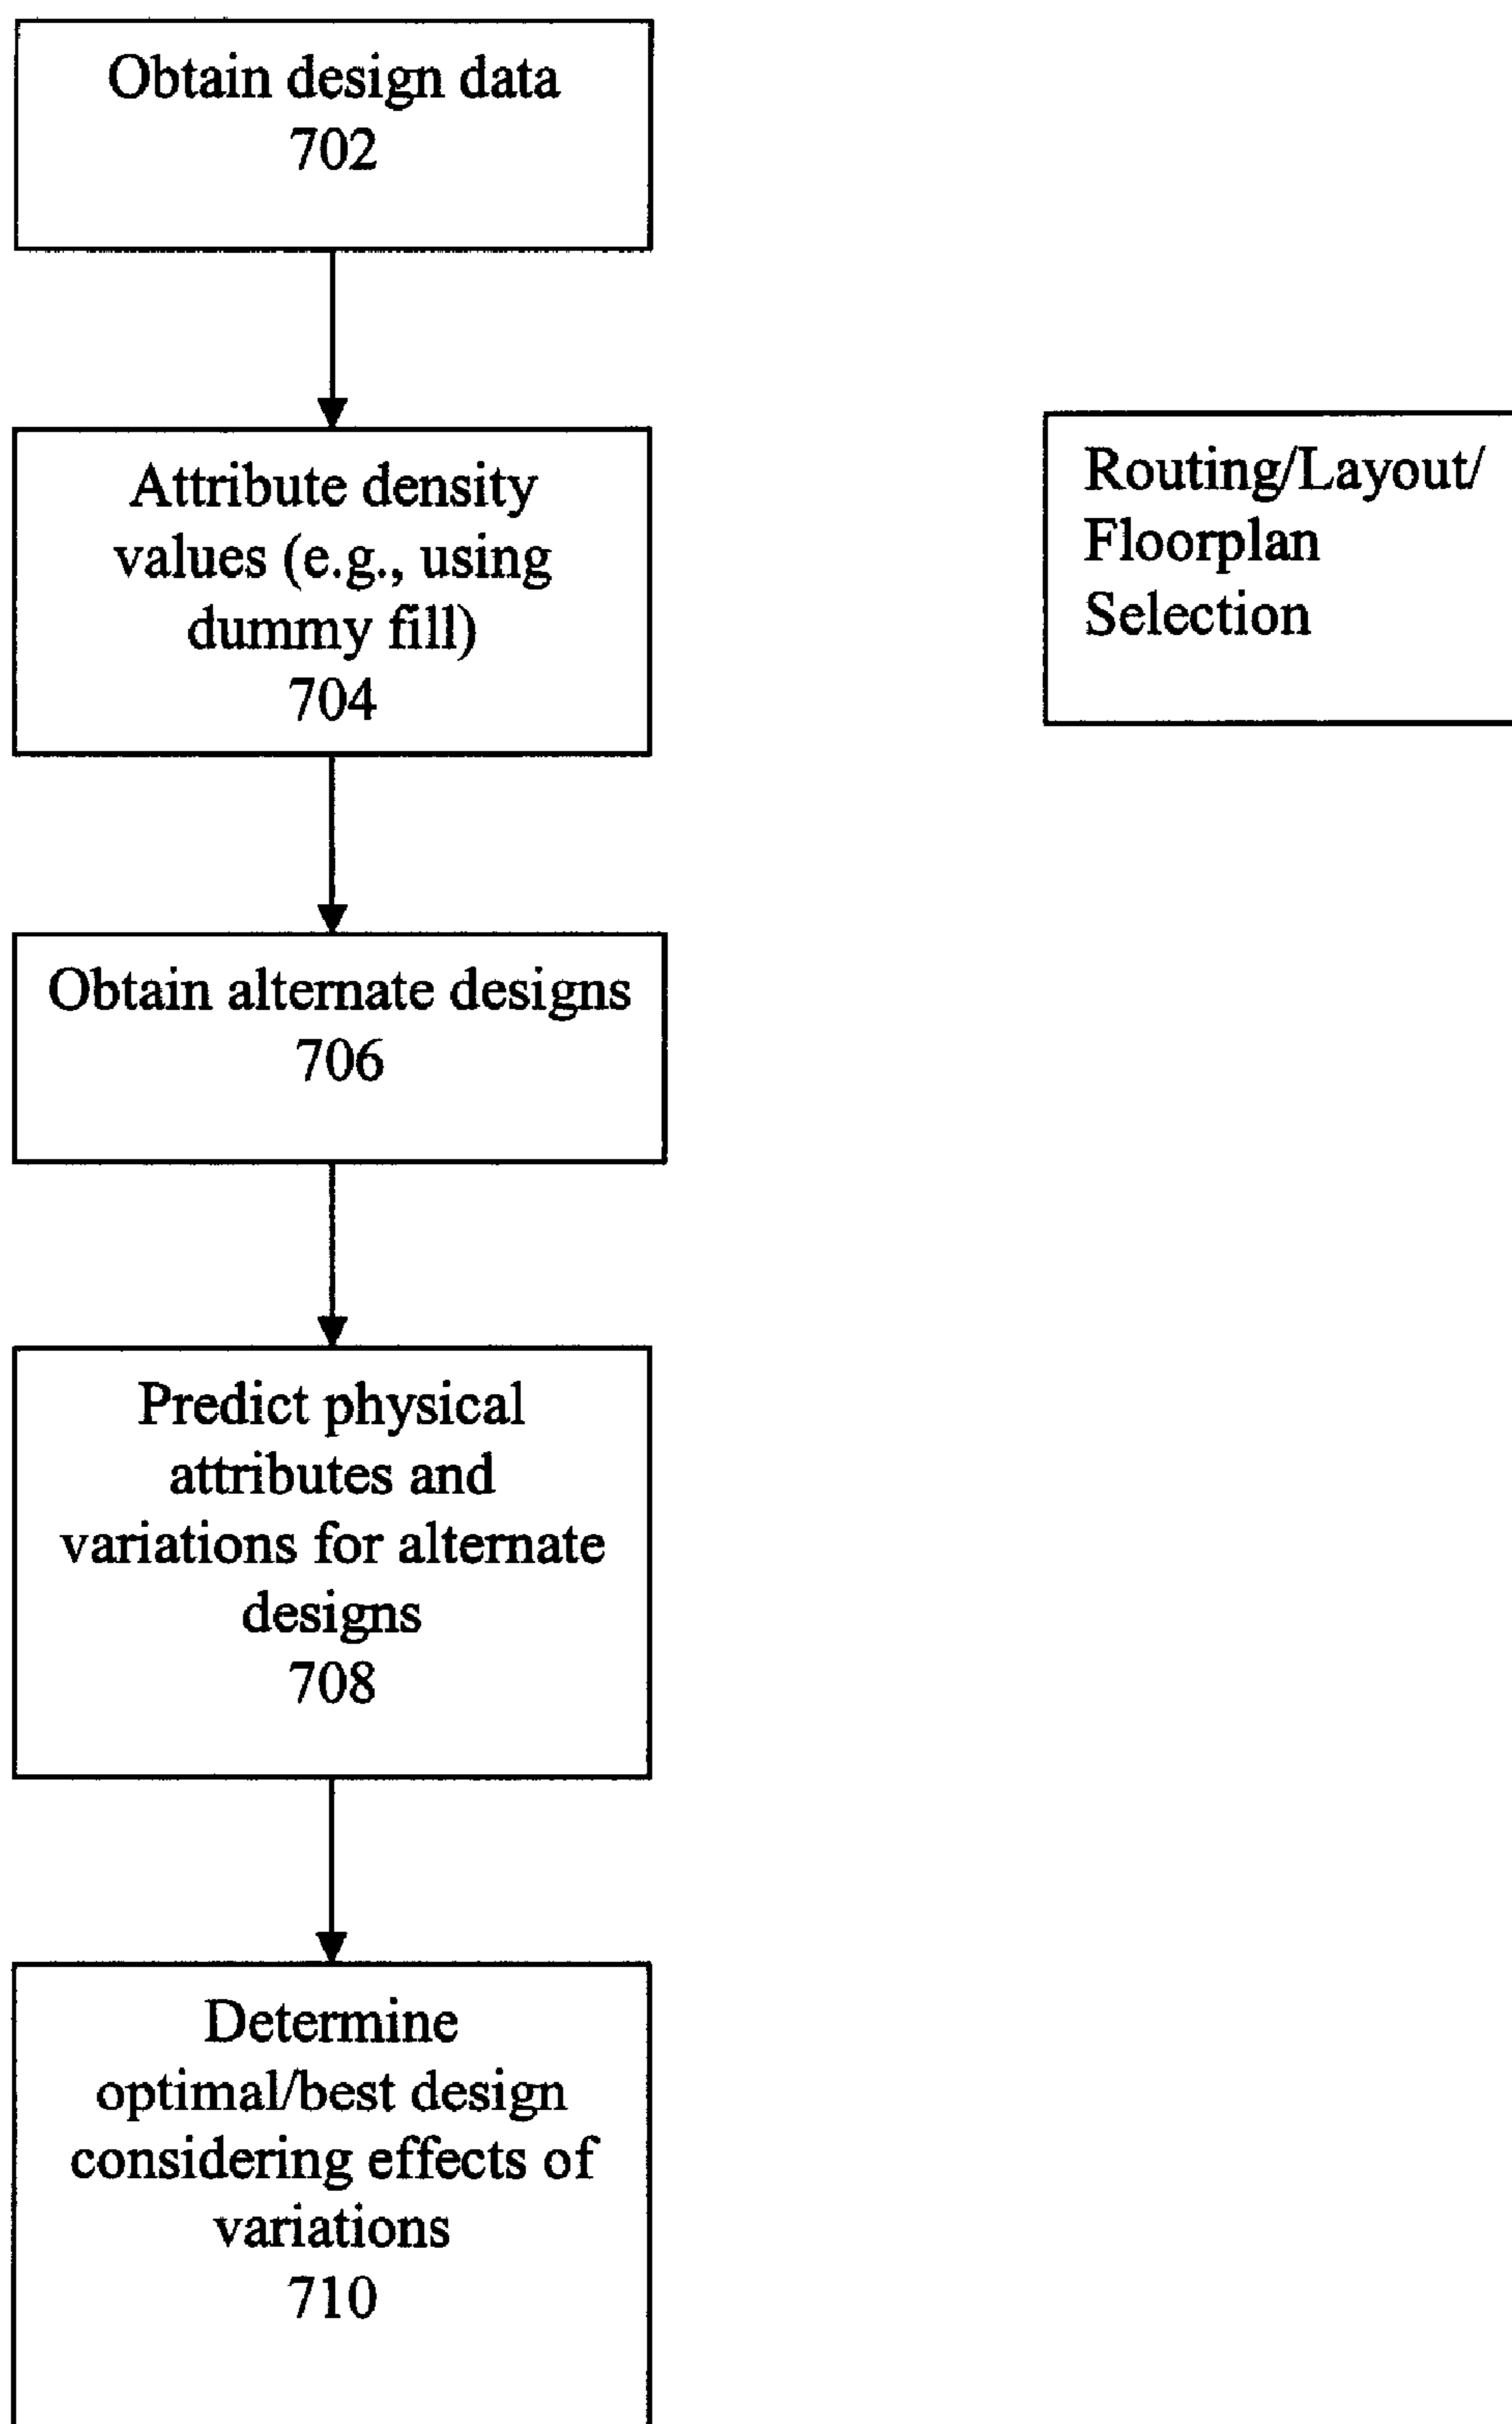 Obtain design data
702
Attribute density
values (e.g., using
dummy fill)
704
Routing/Layout/
Floorplan
Selection
Obtain alternate designs
706
Predict physical
attributes and
variations for alternate
designs
708
Determine
optimal/best design
considering effects of
variations
710